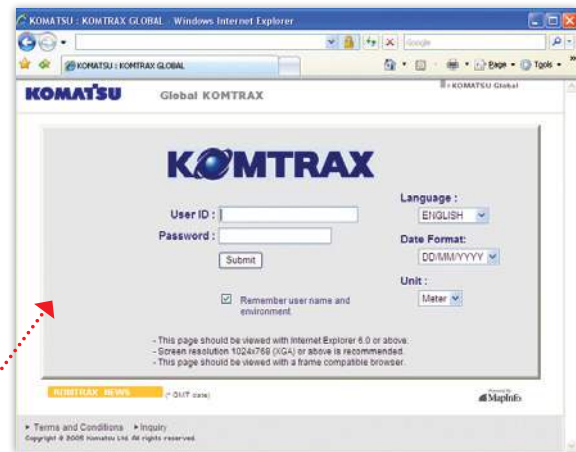 KOMATSU : KOMTRAX GLOBAL - Windows Internet Explorer
Google
KOMATSU : KOMTRAX GLOBAL
Page
Tools
KOMATSU
Global KOMTRAX
KOMATSU Global
KOMTRAX
User ID :
Password :
Submit
Remember user name and
environment.
Language :
ENGLISH
Date Format:
DD/MM/YYYY
Unit :
Meter
- This page should be viewed with Internet Explorer 6.0 or above.
- Screen resolution 1024x768 (XGA) or above is recommended.
- This page should be viewed with a frame compatible browser.
KOMTRAX NEWS
(* GMT date)
Powered By
MapInfo
Terms and Conditions
Inquiry
Copyright © 2005 Komatsu Ltd. All rights reserved.